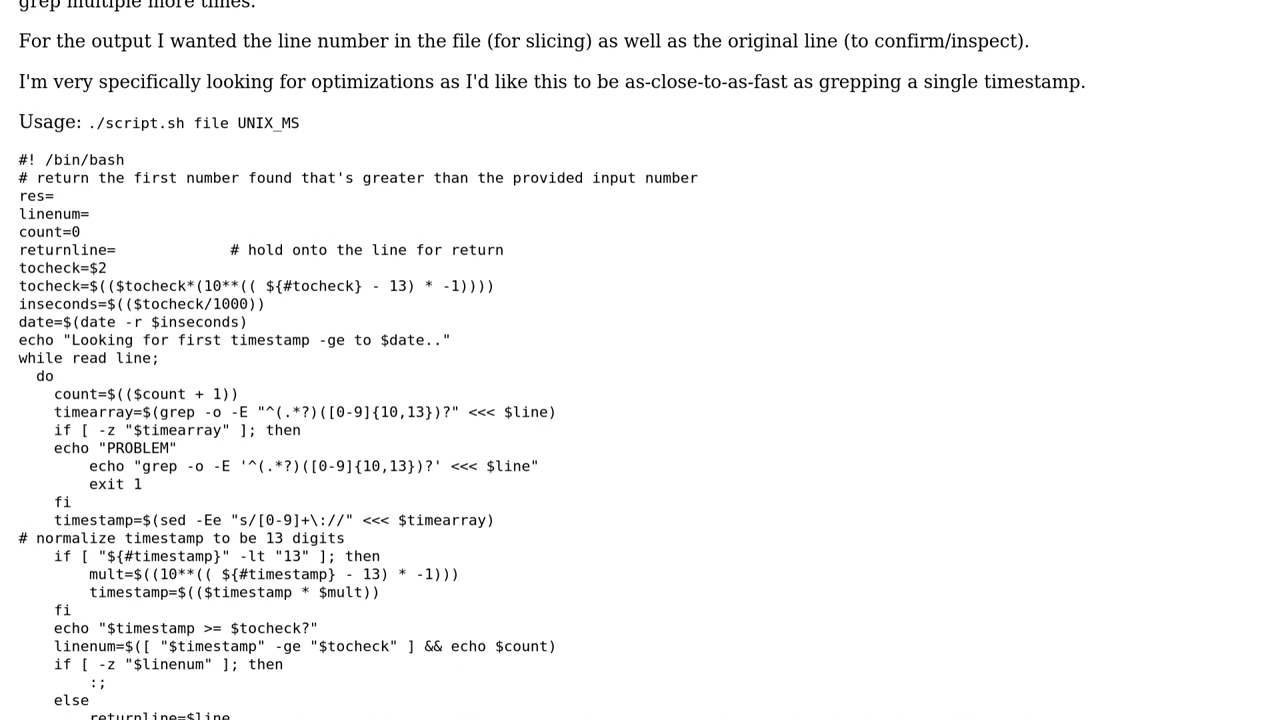 grep multiple more times.
For the output I wanted the line number in the file (for slicing) as well as the original line (to confirm/inspect).
I'm very specifically looking for optimizations as I'd like this to be as-close-to-as-fast as grepping a single timestamp.
Usage: ./script.sh file UNIX_MS
#! /bin/bash
# return the first number found that's greater than the provided input number
res=
linenum=
count=0
returnline=             # hold onto the line for return
tocheck=$2
tocheck=$(($tocheck*(10**(( ${#tocheck} - 13) * -1))))
inseconds=$(($tocheck/1000))
date=$(date -r $inseconds)
echo "Looking for first timestamp -ge to $date.."
while read line;
  do
    count=$(($count + 1))
    timearray=$(grep -o -E "^(.*?)([0-9]{10,13})?" <<< $line)
    if [ -z "$timearray" ]; then
    echo "PROBLEM"
        echo "grep -o -E '^(.*?)([0-9]{10,13})?' <<< $line"
        exit 1
    fi
    timestamp=$(sed -Ee "s/[0-9]+\://" <<< $timearray)
# normalize timestamp to be 13 digits
    if [ "${#timestamp}" -lt "13" ]; then
        mult=$((10**(( ${#timestamp} - 13) * -1)))
        timestamp=$(($timestamp * $mult))
    fi
    echo "$timestamp >= $tocheck?"
    linenum=$([ "$timestamp" -ge "$tocheck" ] && echo $count)
    if [ -z "$linenum" ]; then
        :;
    else
        returnline=$line